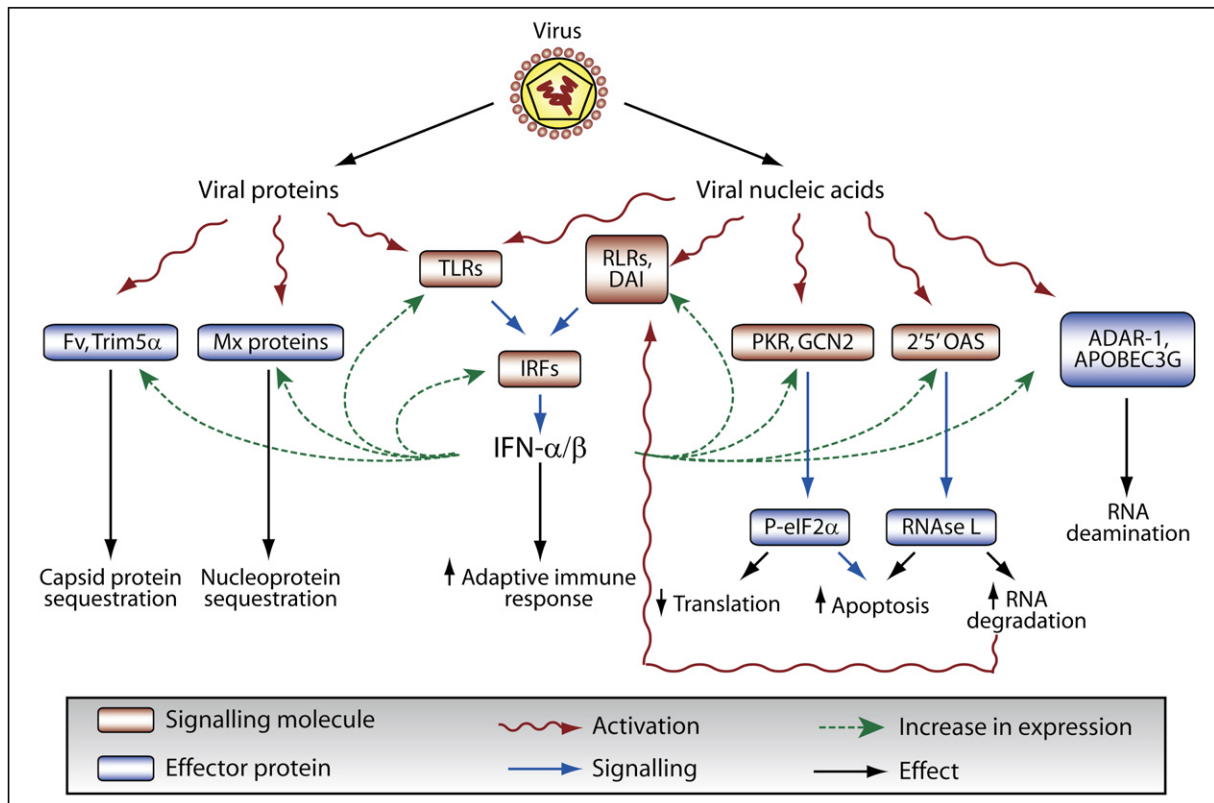 Virus
Viral proteins
Viral nucleic acids
TLRs
RLRs,
DAI
Fv, Trim5α
Mx proteins
IRFs
PKR, GCN2
2'5' OAS
ADAR-1,
APOBEC3G
IFN-α/β
P-eIF2α
RNAse L
RNA
deamination
Capsid protein
sequestration
Nucleoprotein
sequestration
Adaptive immune
response
Translation
Apoptosis
RNA
degradation
Signalling molecule
Activation
Increase in expression
Effector protein
Signalling
Effect